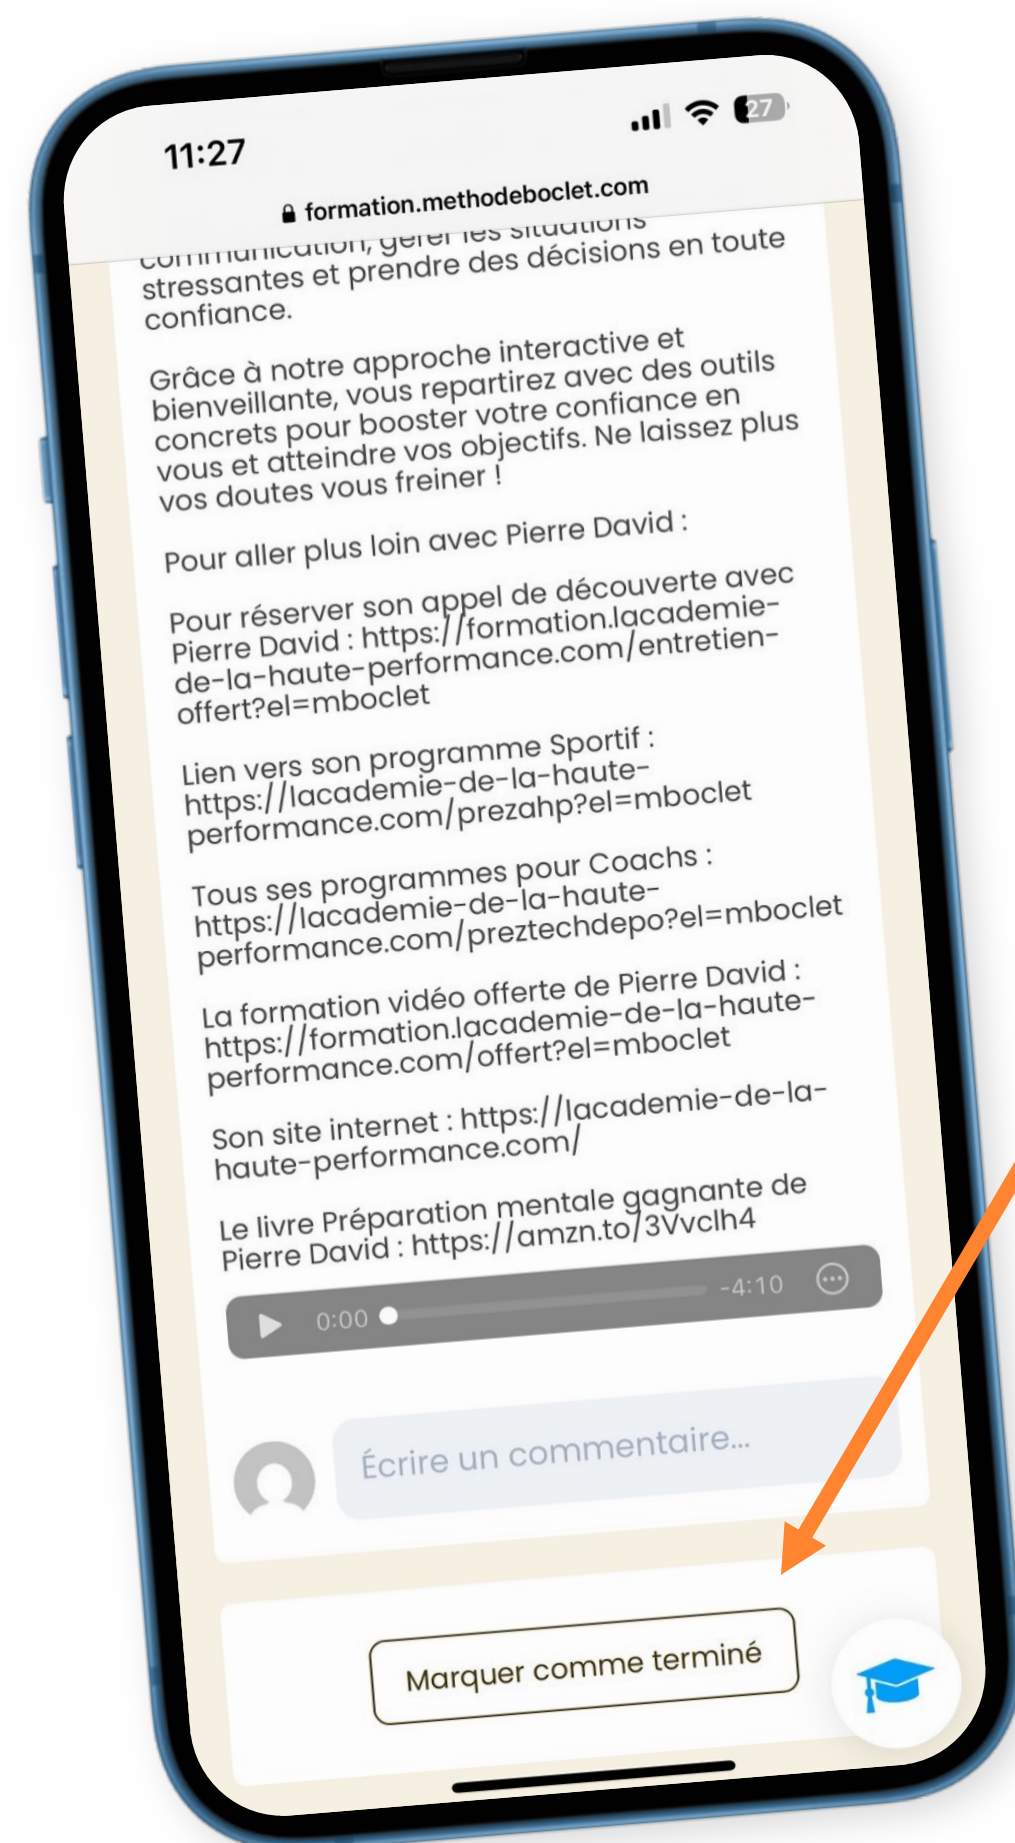 11:27
27
formation.methodeboclet.com
communication, gérer les situations
stressantes et prendre des décisions en toute
confiance.
Grâce à notre approche interactive et
bienveillante, vous repartirez avec des outils
concrets pour booster votre confiance en
vous et atteindre vos objectifs. Ne laissez plus
vos doutes vous freiner !
Pour aller plus loin avec Pierre David :
Pour réserver son appel de découverte avec
Pierre David : https://formation.lacademie-
de-la-haute-performance.com/entretien-
offert?el=mboclet
Lien vers son programme Sportif :
https://lacademie-de-la-haute-
performance.com/prezahp?el=mboclet
Tous ses programmes pour Coachs :
https://lacademie-de-la-haute-
performance.com/preztechdepo?el=mboclet
La formation vidéo offerte de Pierre David :
https://formation.lacademie-de-la-haute-
performance.com/offert?el=mboclet
Son site internet : https://lacademie-de-la-
haute-performance.com/
Le livre Préparation mentale gagnante de
Pierre David : https://amzn.to/3Vvclh4
0:00
-4:10
Écrire un commentaire...
Marquer comme terminé